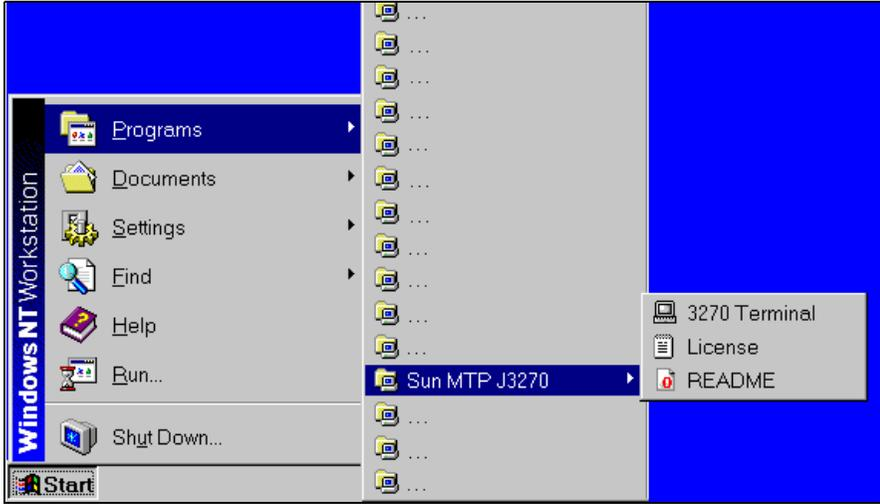 Windows NT Workstation
Programs
Documents
Settings
Find
Help
Run...
Shut Down...
Start
...
...
...
...
...
...
...
...
...
...
...
Sun MTP J3270
...
...
...
3270 Terminal
License
README